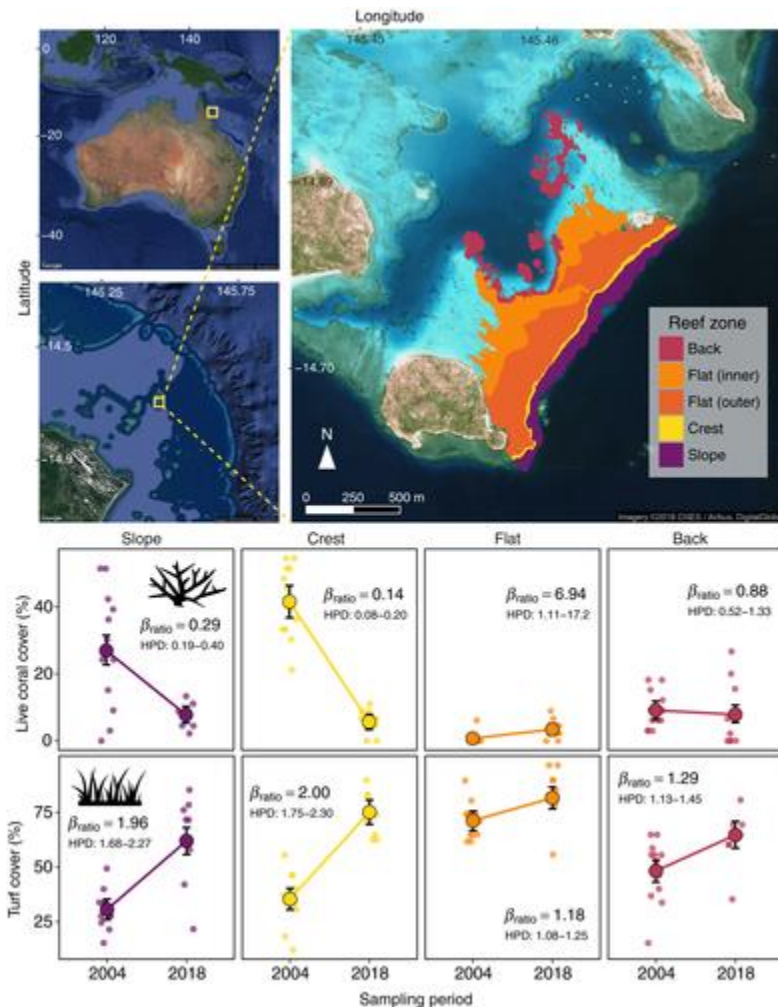 Longitude
120 140
0
−20
−40
Latitude
145.25 145.75
−14.5
145.45 145.46
−14.69
−14.70
Reef zone
Back
Flat (inner)
Flat (outer)
Crest
Slope
N
0 250 500 m
Slope Crest Flat Back
Live coral cover (%)
40
20
0
βratio = 0.29
HPD: 0.19–0.40
βratio = 0.14
HPD: 0.08–0.20
βratio = 6.94
HPD: 1.11–17.2
βratio = 0.88
HPD: 0.52–1.33
Turf cover (%)
75
50
25
βratio = 1.96
HPD: 1.68–2.27
βratio = 2.00
HPD: 1.75–2.30
βratio = 1.18
HPD: 1.08–1.25
βratio = 1.29
HPD: 1.13–1.45
2004 2018 2004 2018 2004 2018 2004 2018
Sampling period